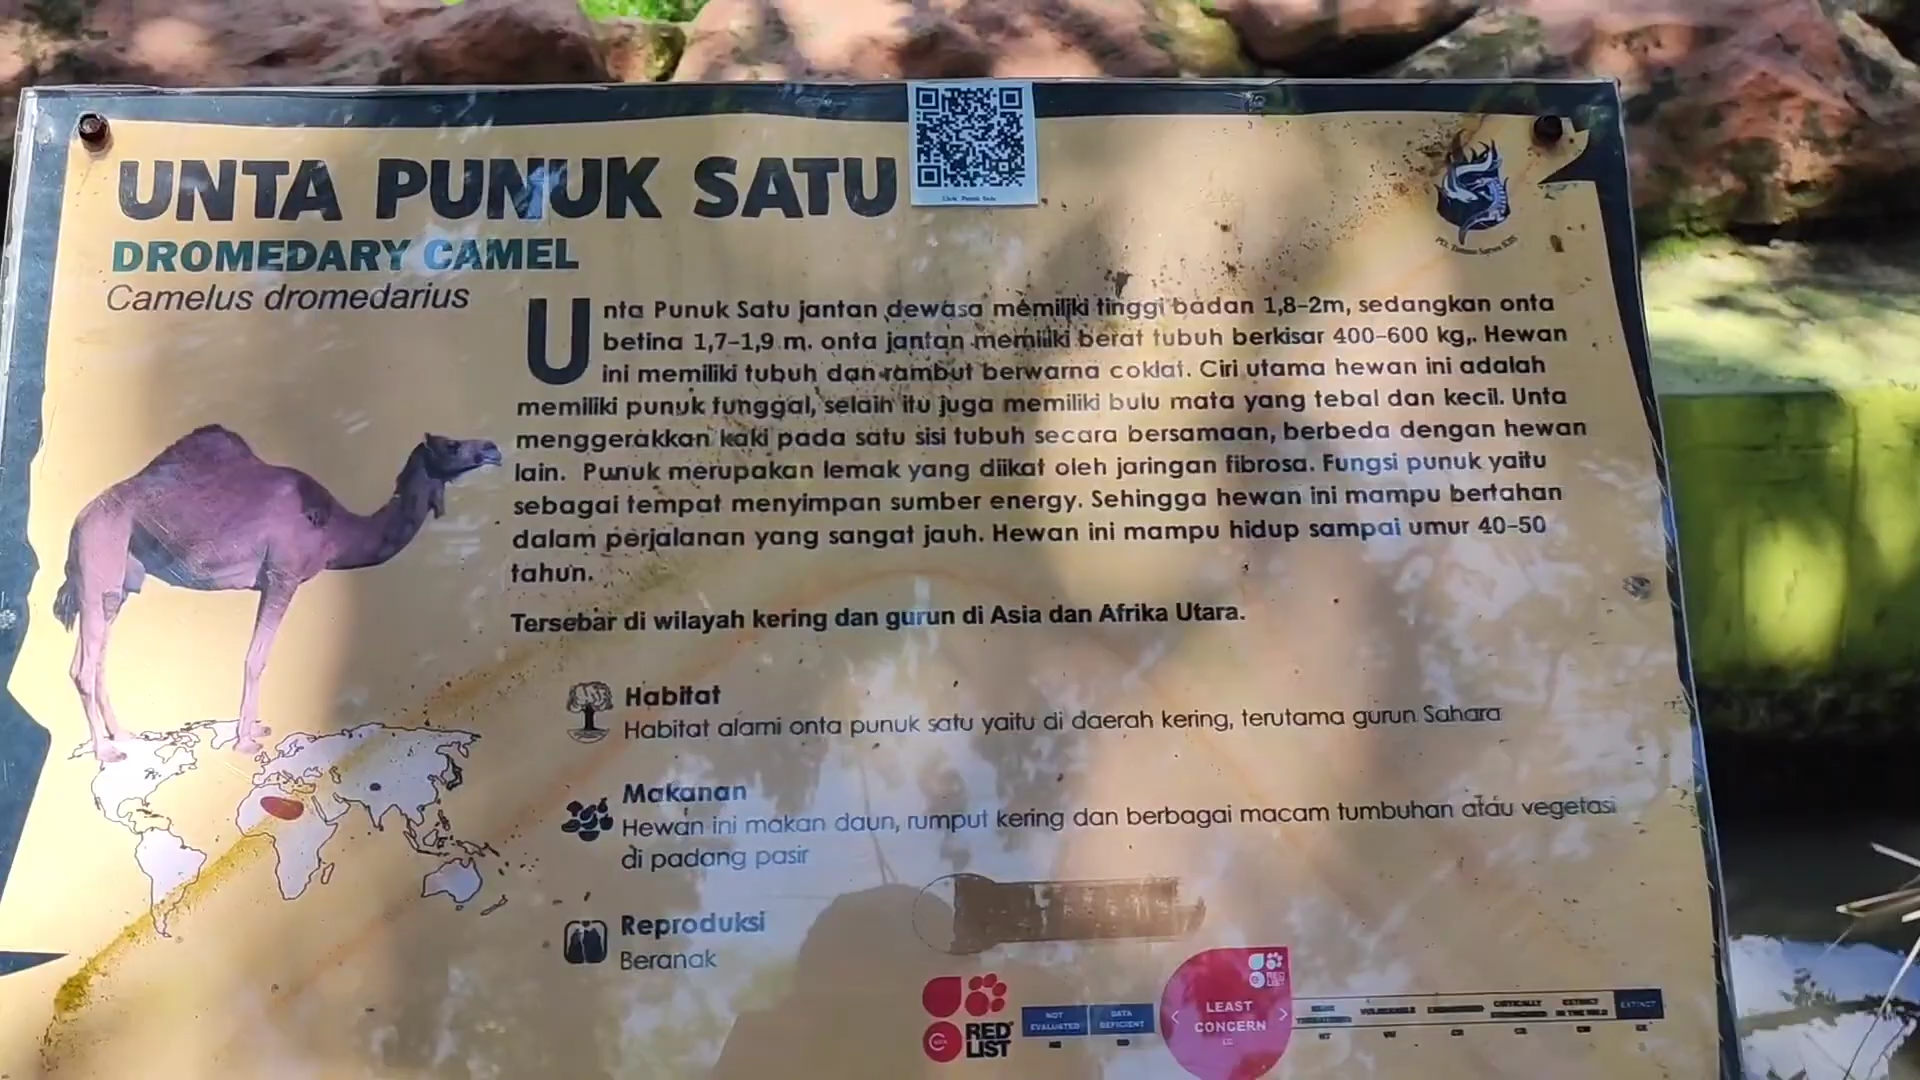 UNTA PUNUK SATU
DROMEDARY CAMEL
Camelus dromedarius
Unta Punuk Satu jantan dewasa memiliki tinggi badan 1,8-2m, sedangkan onta
betina 1,7-1,9 m. onta jantan memiliki berat tubuh berkisar 400-600 kg,. Hewan
ini memiliki tubuh dan rambut berwarna coklat. Ciri utama hewan ini adalah
memiliki punuk tunggal, selain itu juga memiliki bulu mata yang tebal dan kecil. Unta
menggerakkan kaki pada satu sisi tubuh secara bersamaan, berbeda dengan hewan
lain. Punuk merupakan lemak yang diikat oleh jaringan fibrosa. Fungsi punuk yaitu
sebagai tempat menyimpan sumber energy. Sehingga hewan ini mampu bertahan
dalam perjalanan yang sangat jauh. Hewan ini mampu hidup sampai umur 40-50
tahun.
Tersebar di wilayah kering dan gurun di Asia dan Afrika Utara.
Habitat
Habitat alami onta punuk satu yaitu di daerah kering, terutama gurun Sahara
Makanan
Hewan ini makan daun, rumput kering dan berbagai macam tumbuhan atau vegetasi
di padang pasir
Reproduksi
Beranak
RED LIST
NOT EVALUATED
DATA DEFICIENT
LEAST CONCERN
LC
VULNERABLE
CRITICALLY
EXTINCT IN THE WILD
EXTINCT